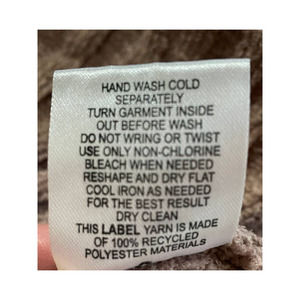 HAND WASH COLD
SEPARATELY
TURN GARMENT INSIDE
OUT BEFORE WASH
DO NOT WRING OR TWIST
USE ONLY NON-CHLORINE
BLEACH WHEN NEEDED
RESHAPE AND DRY FLAT
COOL IRON AS NEEDED
FOR THE BEST RESULT
DRY CLEAN
THIS LABEL YARN IS MADE
OF 100% RECYCLED
POLYESTER MATERIALS